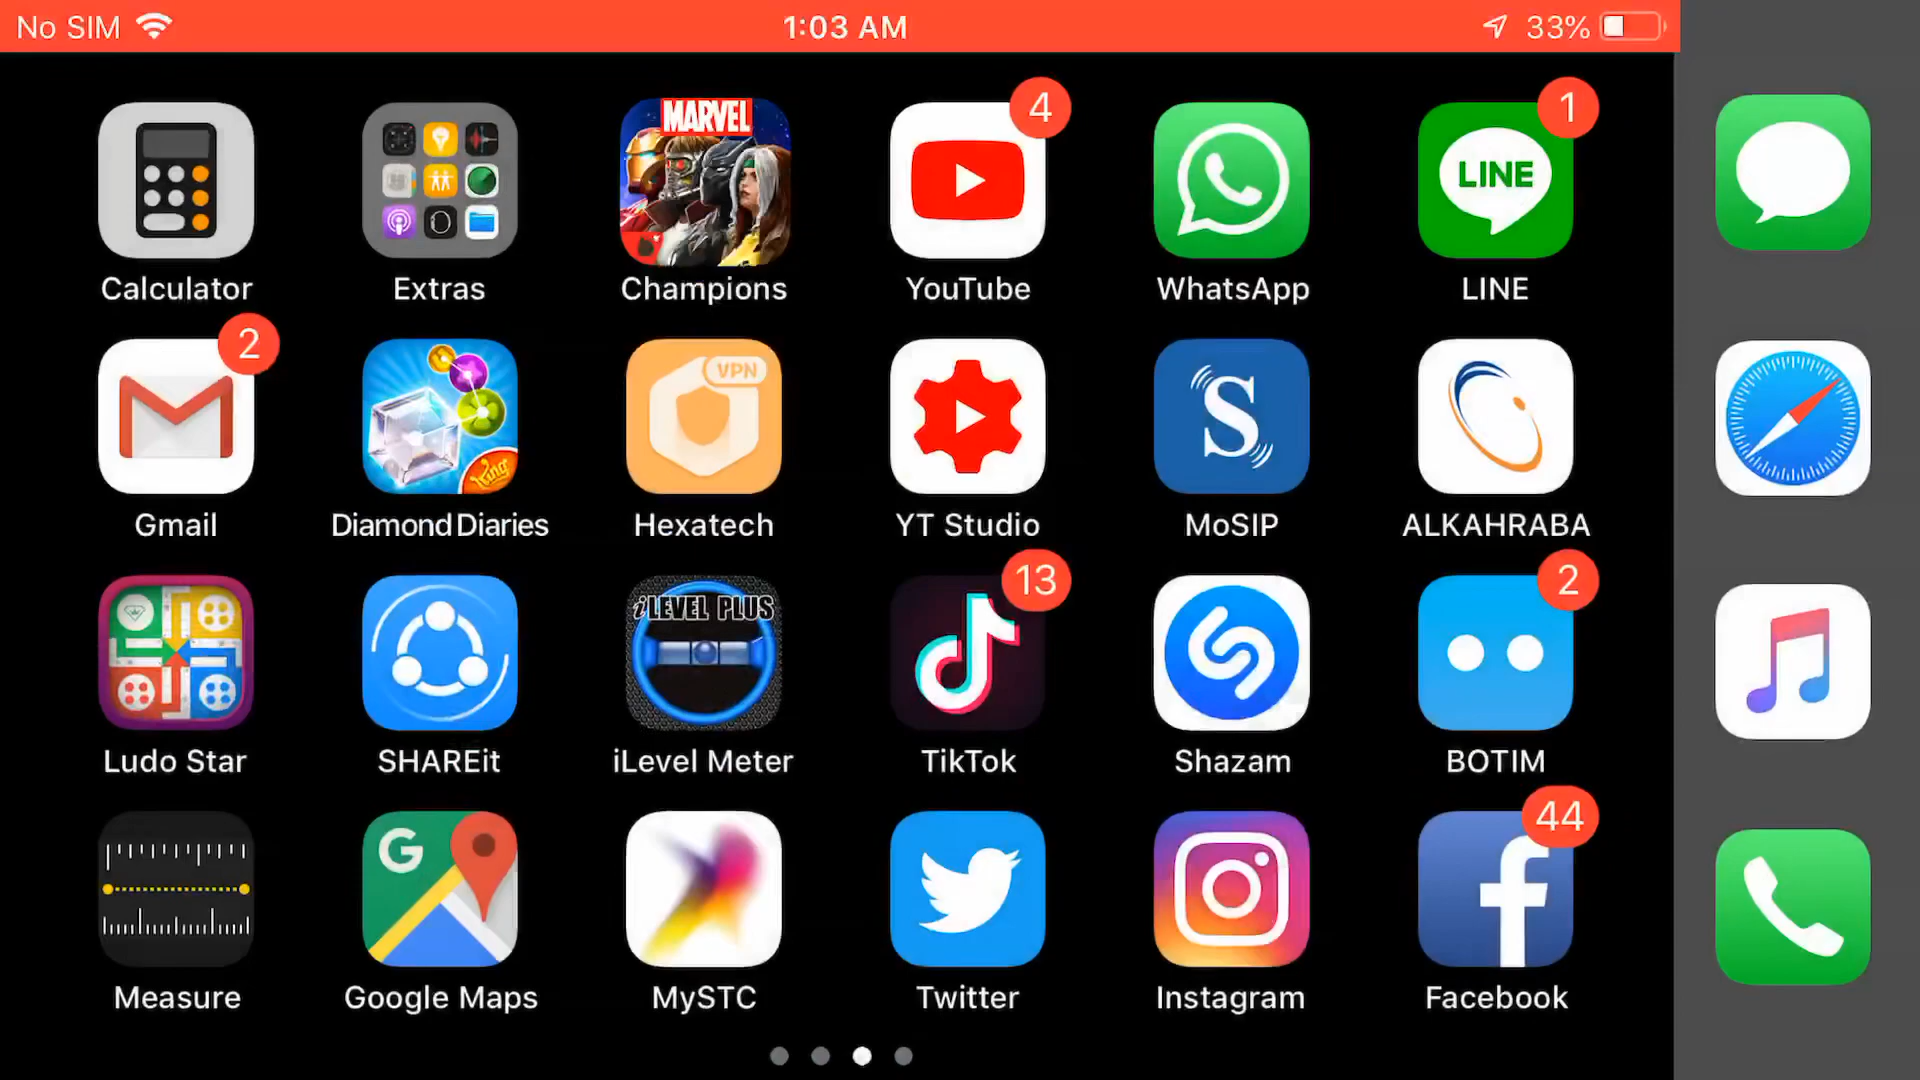 No SIM 1:03 AM 33%
MARVEL 4 LINE 1
Calculator Extras Champions YouTube WhatsApp LINE
2 VPN S
King
Gmail Diamond Diaries Hexatech YT Studio MoSIP ALKAHRABA
iLEVEL PLUS 13 2
Ludo Star SHAREit iLevel Meter TikTok Shazam BOTIM
G 44
Measure Google Maps MySTC Twitter Instagram Facebook